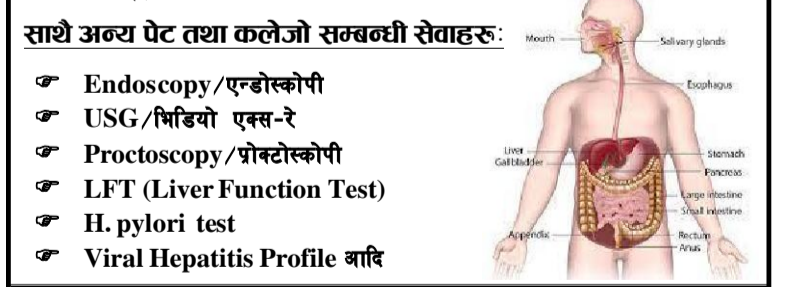 साथै अन्य पेट तथा कलेजो सम्बन्धी सेवाहरू:
☞ Endoscopy/एन्डोस्कोपी
☞ USG/भिडियो एक्स-रे
☞ Proctoscopy/प्रोक्टोस्कोपी
☞ LFT (Liver Function Test)
☞ H. pylori test
☞ Viral Hepatitis Profile आदि
Mouth
Salivary glands
Esophagus
Liver
Gallbladder
Stomach
Pancreas
Large intestine
Small intestine
Appendix
Rectum
Anus